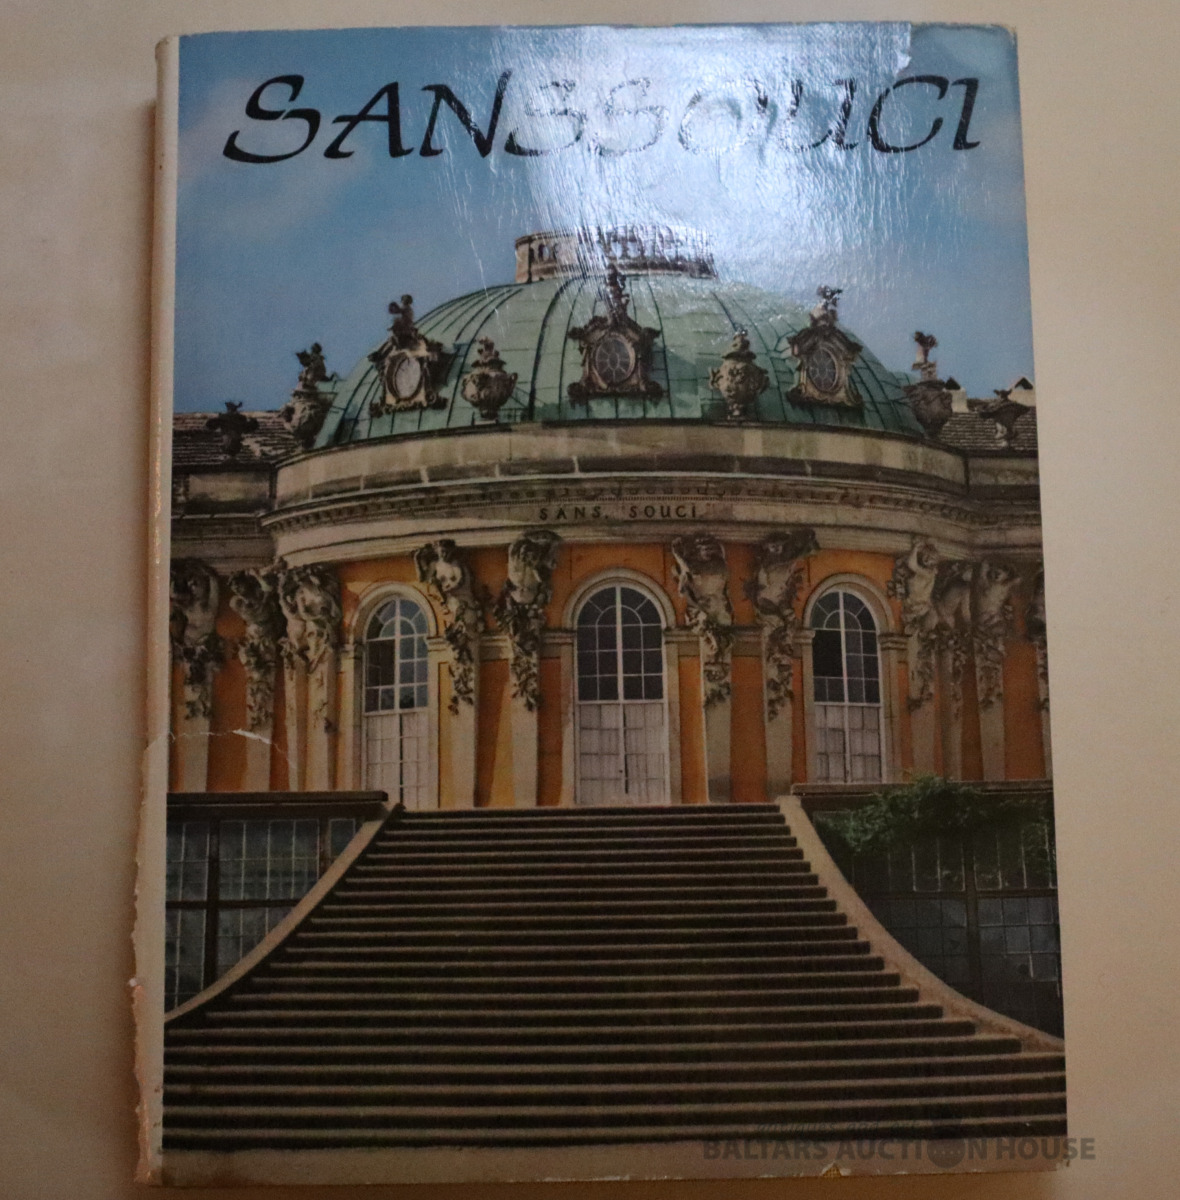 SANSSOUCI
SANS, SOUCI.
BALTARS AUCTION HOUSE